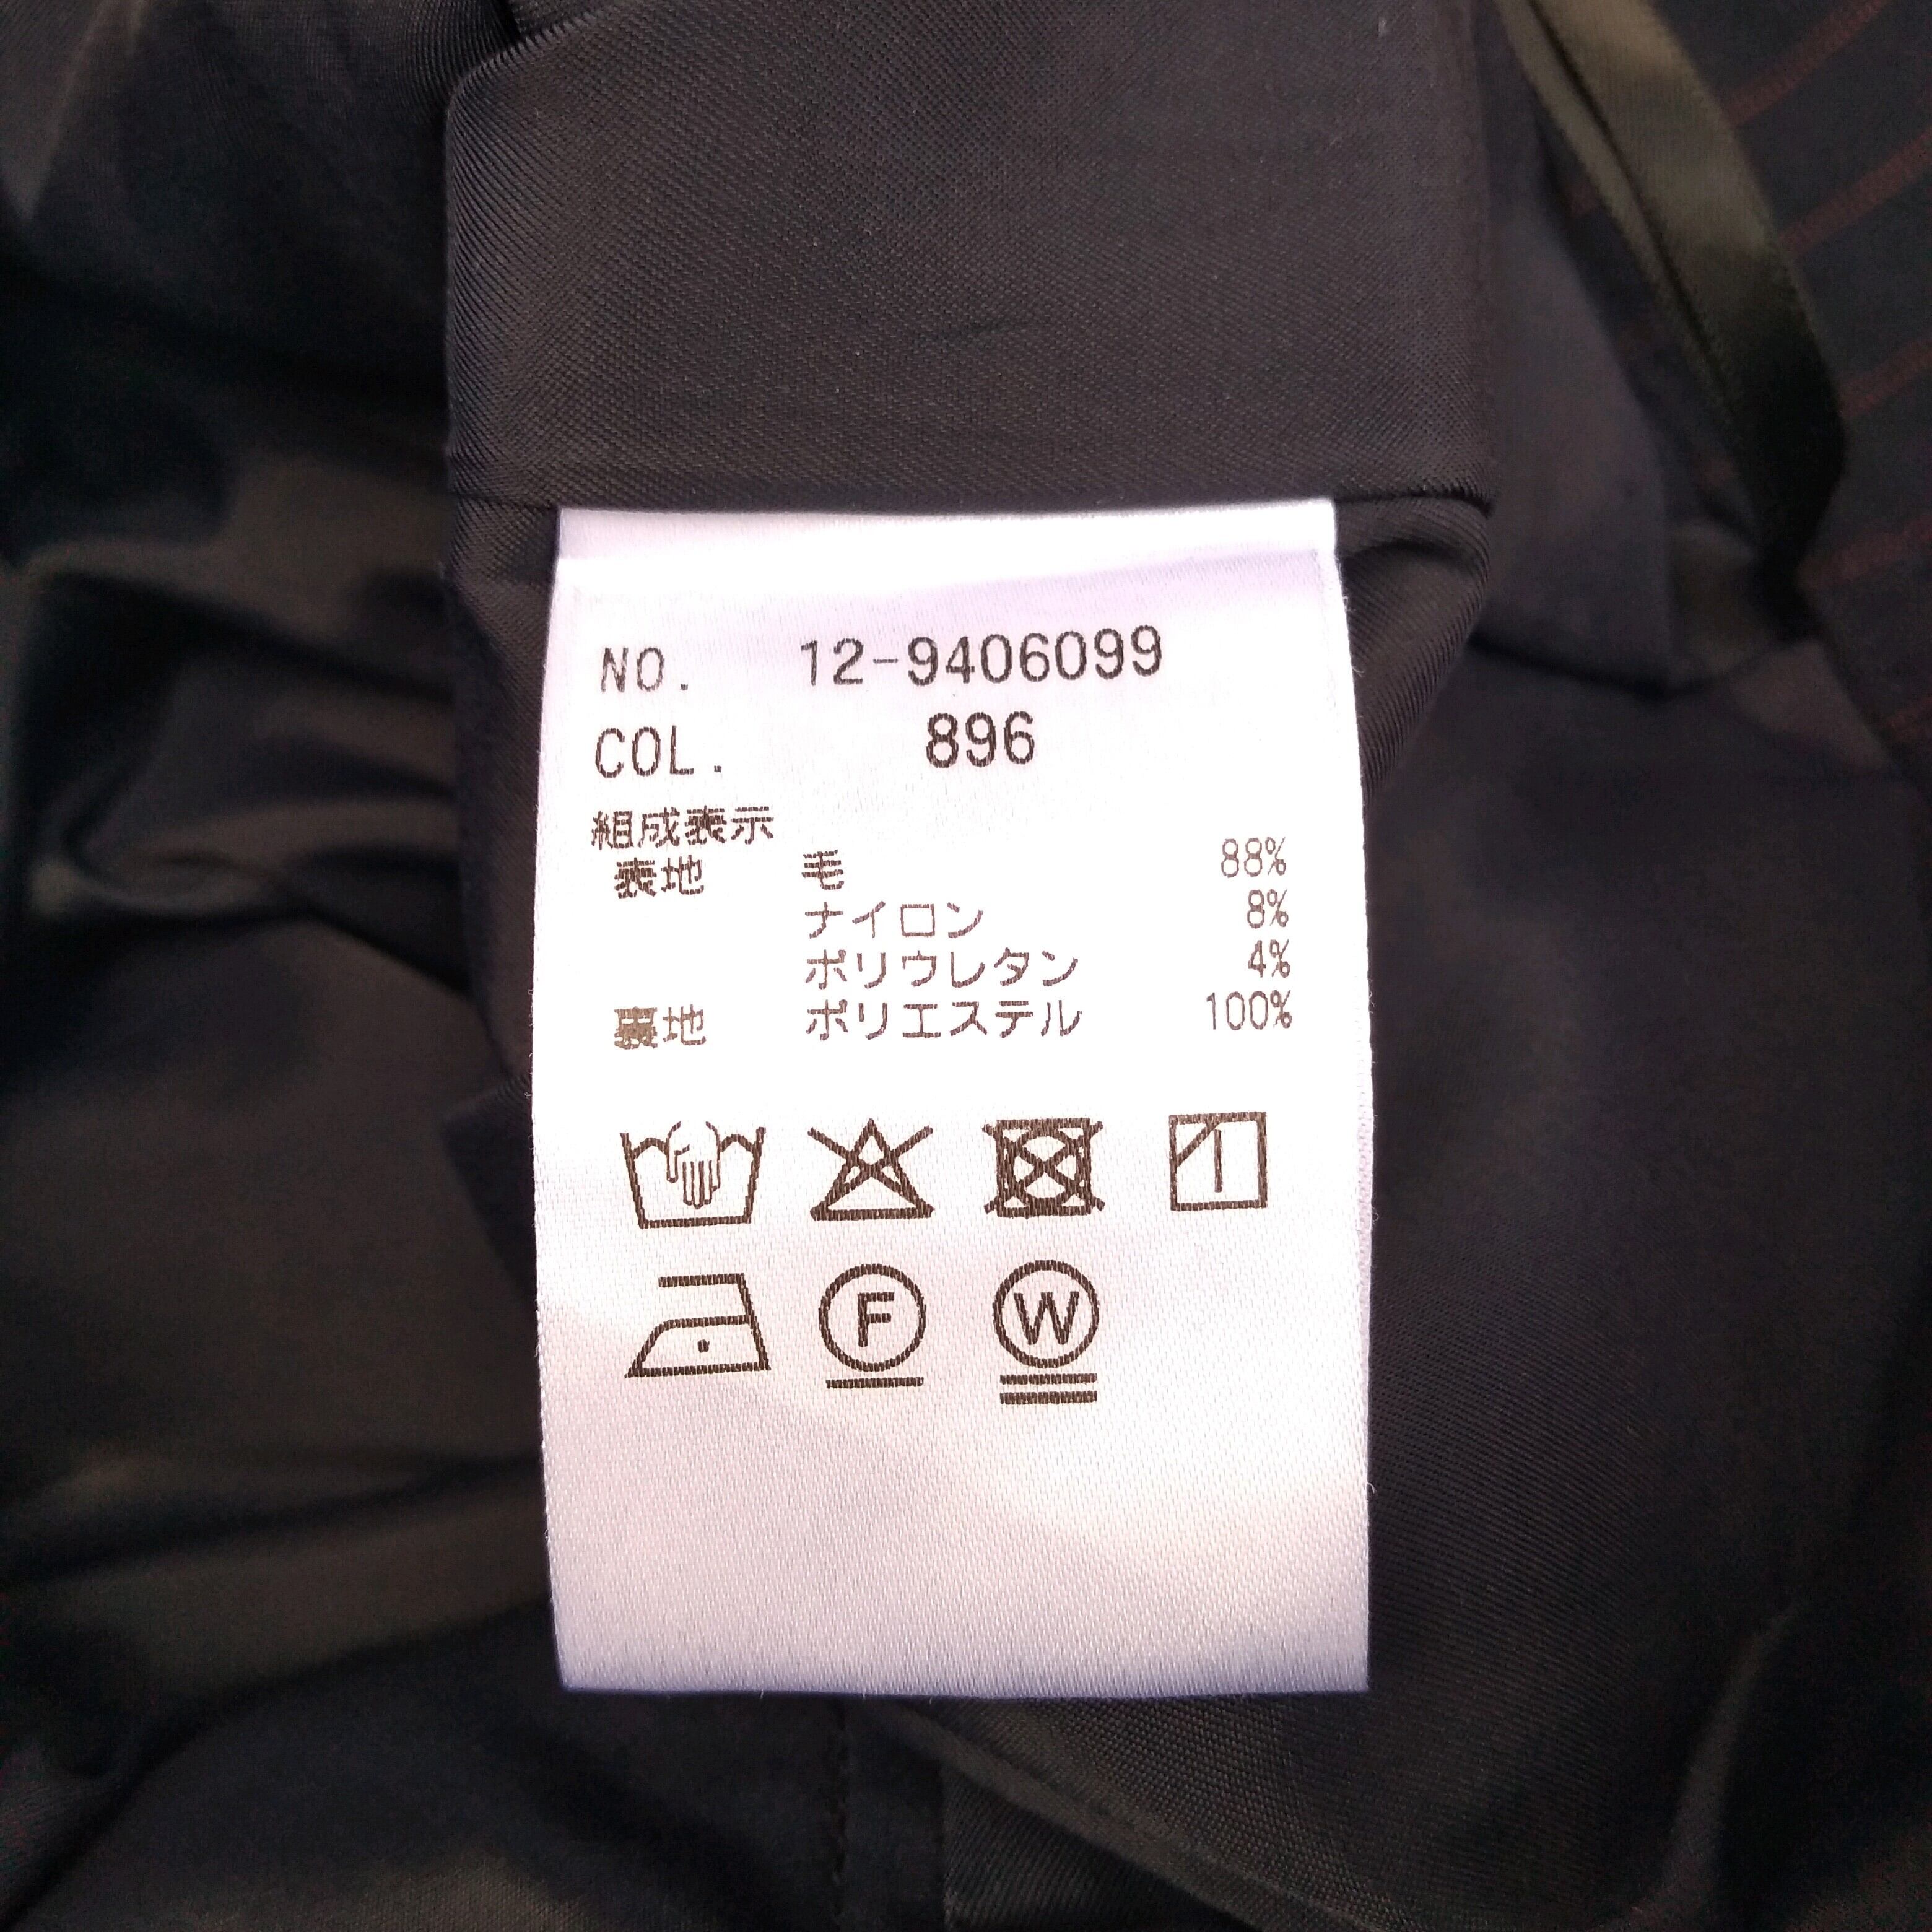 NO. 12-9406099
COL. 896
組成表示
表地 毛 88%
ナイロン 8%
ポリウレタン 4%
裏地 ポリエステル 100%
F W